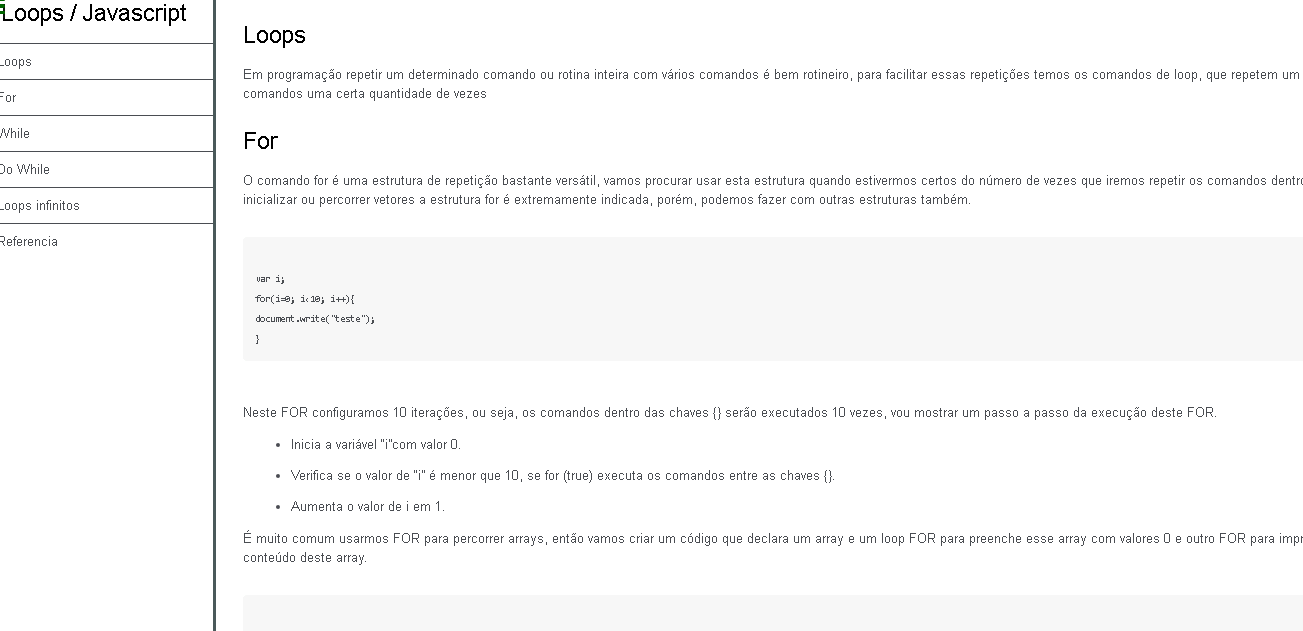 Loops / Javascript
Loops
For
While
Do While
Loops infinitos
Referencia
Loops
Em programação repetir um determinado comando ou rotina inteira com vários comandos é bem rotineiro, para facilitar essas repetições temos os comandos de loop, que repetem um
comandos uma certa quantidade de vezes
For
O comando for é uma estrutura de repetição bastante versátil, vamos procurar usar esta estrutura quando estivermos certos do número de vezes que iremos repetir os comandos dentro
inicializar ou percorrer vetores a estrutura for é extremamente indicada, porém, podemos fazer com outras estruturas também.
var i;
for(i=0; i<10; i++){
document.write("teste");
}
Neste FOR configuramos 10 iterações, ou seja, os comandos dentro das chaves {} serão executados 10 vezes, vou mostrar um passo a passo da execução deste FOR.
• Inicia a variável "i"com valor 0.
• Verifica se o valor de "i" é menor que 10, se for (true) executa os comandos entre as chaves {}.
• Aumenta o valor de i em 1.
É muito comum usarmos FOR para percorrer arrays, então vamos criar um código que declara um array e um loop FOR para preenche esse array com valores 0 e outro FOR para impr
conteúdo deste array.